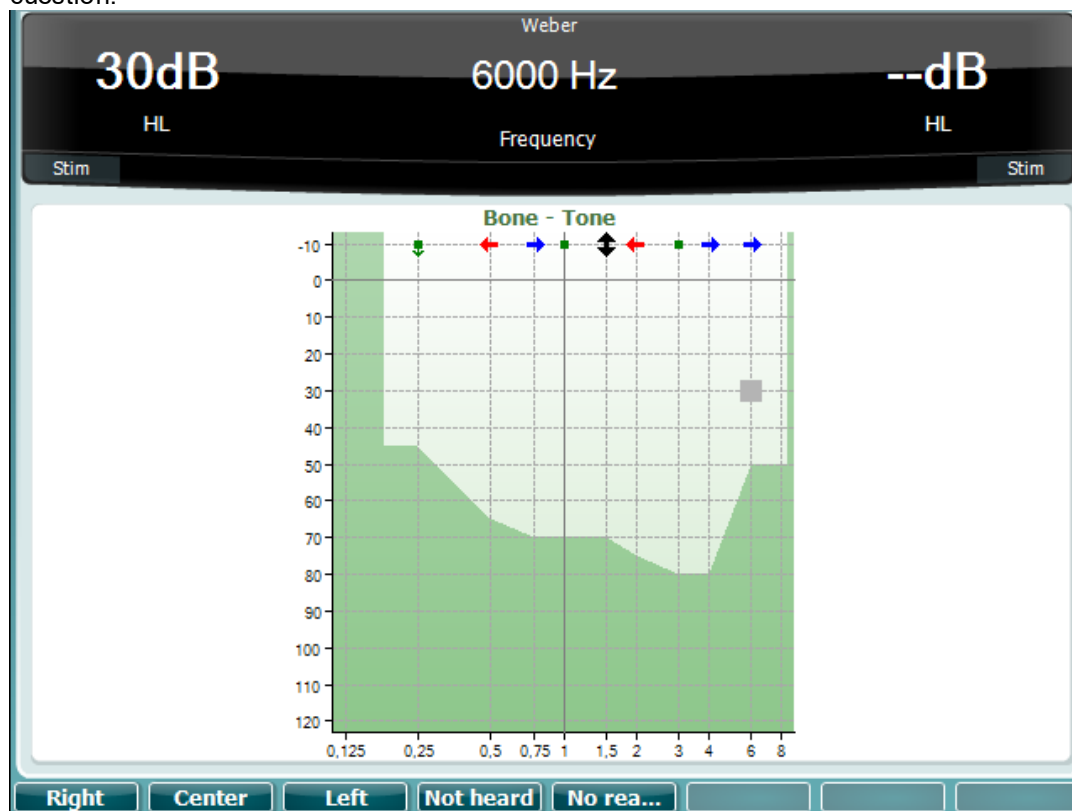 Weber
30dB 6000 Hz --dB
HL Frequency HL
Stim Stim
Bone - Tone
-10
0
10
20
30
40
50
60
70
80
90
100
110
120
0,125 0,25 0,5 0,75 1 1,5 2 3 4 6 8
Right Center Left Not heard No rea...